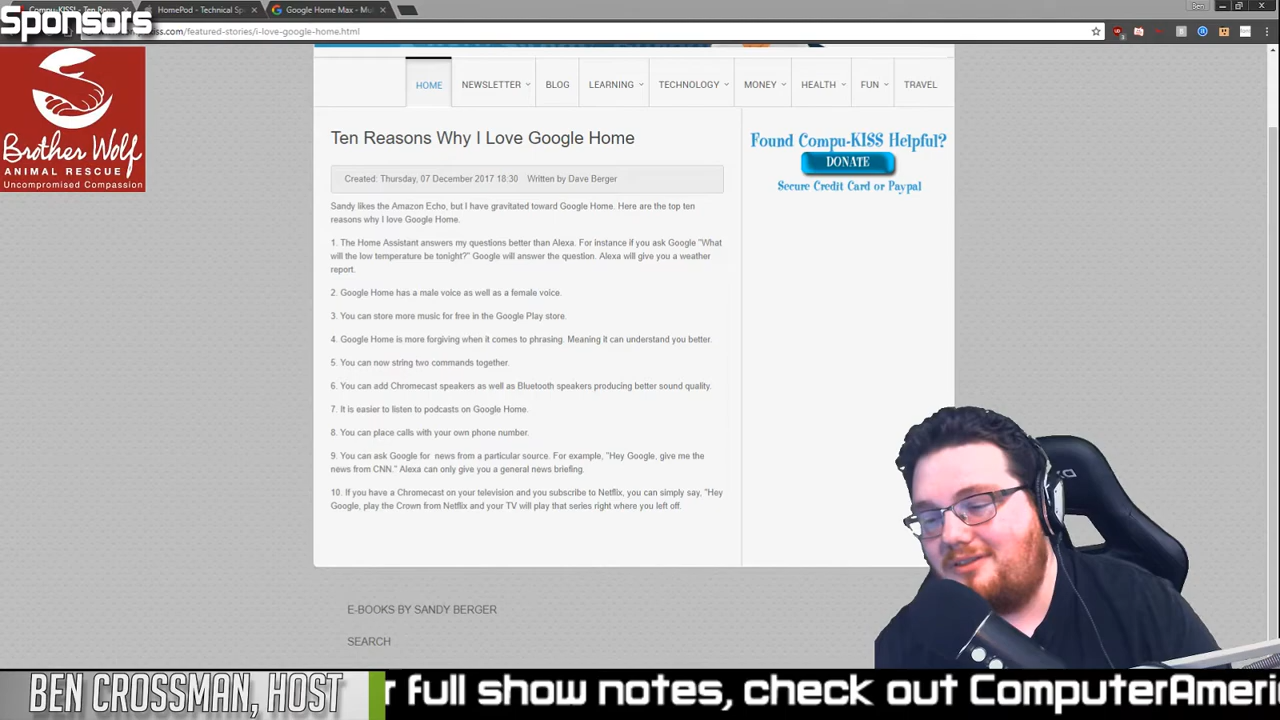 Sponsors
Compu-KISS! - Ten Rea
HomePod - Technical Sp
Google Home Max - Mu
Ben
ss.com/featured-stories/i-love-google-home.html
Brother Wolf
ANIMAL RESCUE
Uncompromised Compassion
HOME NEWSLETTER BLOG LEARNING TECHNOLOGY MONEY HEALTH FUN TRAVEL
Ten Reasons Why I Love Google Home
Created: Thursday, 07 December 2017 18:30 Written by Dave Berger
Sandy likes the Amazon Echo, but I have gravitated toward Google Home. Here are the top ten
reasons why I love Google Home.
1. The Home Assistant answers my questions better than Alexa. For instance if you ask Google "What
will the low temperature be tonight?" Google will answer the question. Alexa will give you a weather
report.
2. Google Home has a male voice as well as a female voice.
3. You can store more music for free in the Google Play store.
4. Google Home is more forgiving when it comes to phrasing. Meaning it can understand you better.
5. You can now string two commands together.
6. You can add Chromecast speakers as well as Bluetooth speakers producing better sound quality.
7. It is easier to listen to podcasts on Google Home.
8. You can place calls with your own phone number.
9. You can ask Google for news from a particular source. For example, "Hey Google, give me the
news from CNN." Alexa can only give you a general news briefing.
10. If you have a Chromecast on your television and you subscribe to Netflix, you can simply say, "Hey
Google, play the Crown from Netflix and your TV will play that series right where you left off.
Found Compu-KISS Helpful?
DONATE
Secure Credit Card or Paypal
E-BOOKS BY SANDY BERGER
SEARCH
BEN CROSSMAN, HOST
r full show notes, check out ComputerAmeri